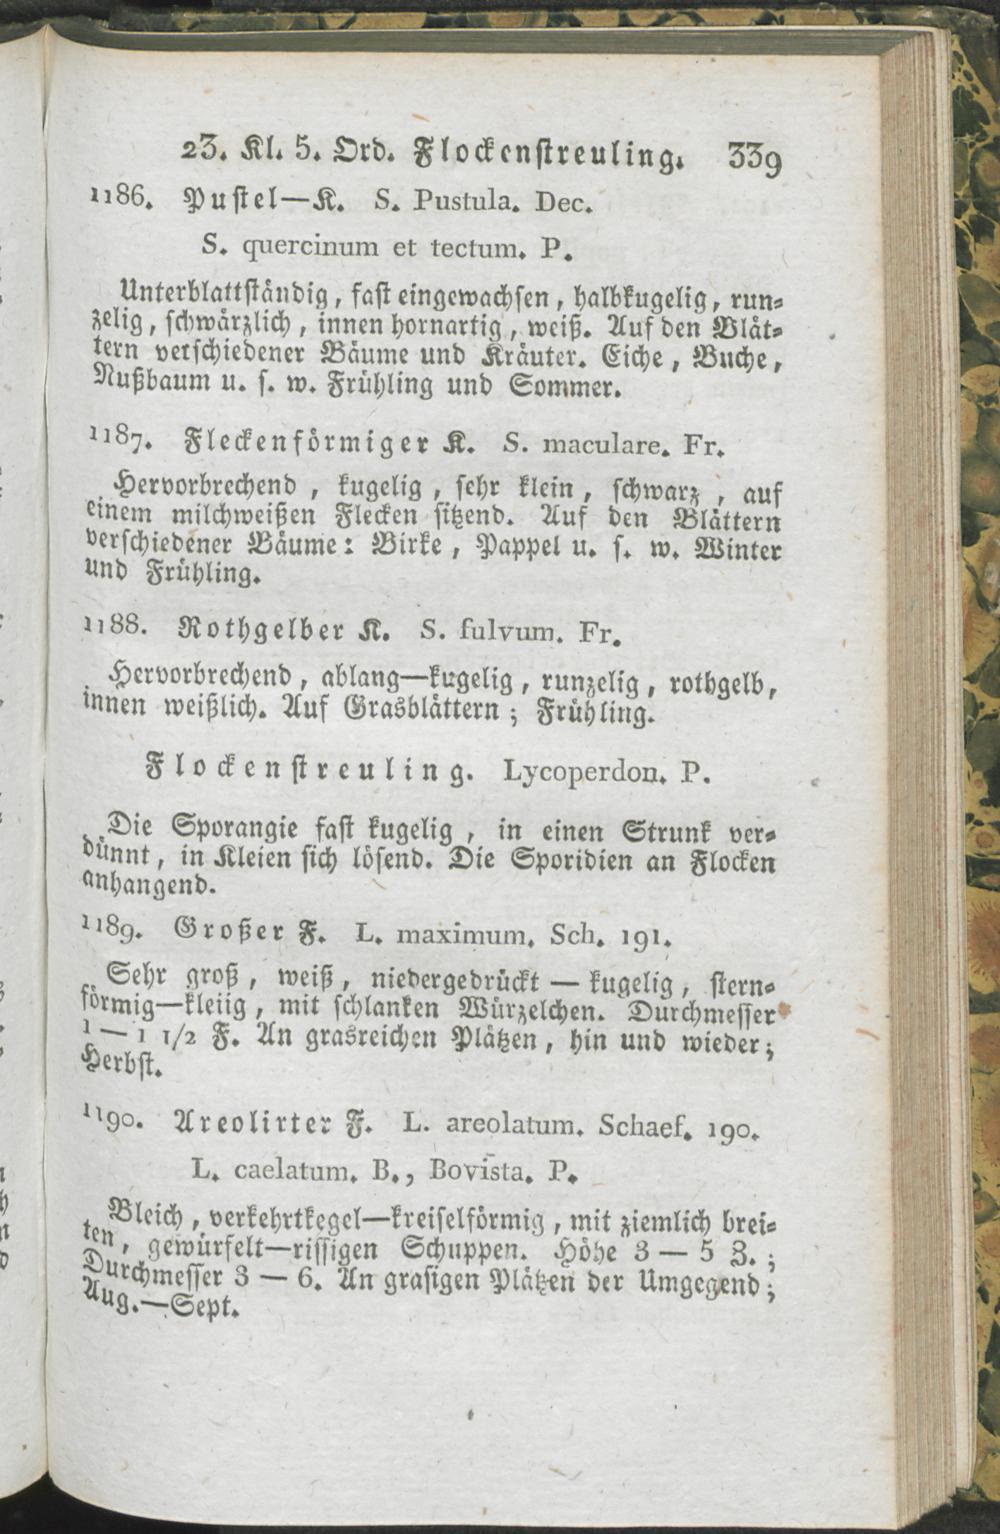 23. Kl. 5. Ord. Flockenstreuling. 339
1186. Pustel—K. S. Pustula. Dec.
S. quercinum et tectum. P.
Unterblattständig, fast eingewachsen, halbkugelig, run-
zelig, schwärzlich, innen hornartig, weiß. Auf den Blät-
tern verschiedener Bäume und Kräuter. Eiche, Buche,
Nußbaum u. s. w. Frühling und Sommer.
1187. Fleckenförmiger K. S. maculare. Fr.
Hervorbrechend, kugelig, sehr klein, schwarz, auf
einem milchweißen Flecken sitzend. Auf den Blättern
verschiedener Bäume: Birke, Pappel u. s. w. Winter
und Frühling.
1188. Rothgelber K. S. fulvum. Fr.
Hervorbrechend, ablang—kugelig, runzelig, rothgelb,
innen weißlich. Auf Grasblättern; Frühling.
Flockenstreuling. Lycoperdon. P.
Die Sporangie fast kugelig, in einen Strunk ver-
dünnt, in Kleien sich lösend. Die Sporidien an Flocken
anhangend.
1189. Großer F. L. maximum. Sch. 191.
Sehr groß, weiß, niedergedrückt — kugelig, stern-
förmig—kleiig, mit schlanken Würzelchen. Durchmesser
1 — 1 1/2 F. An grasreichen Plätzen, hin und wieder;
Herbst.
1190. Areolirter F. L. areolatum. Schaef. 190.
L. caelatum. B., Bovista. P.
Bleich, verkehrtkegel—kreiselförmig, mit ziemlich brei-
ten, gewürfelt—rissigen Schuppen. Höhe 3 — 5 Z.;
Durchmesser 3 — 6. An grasigen Plätzen der Umgegend;
Aug.—Sept.